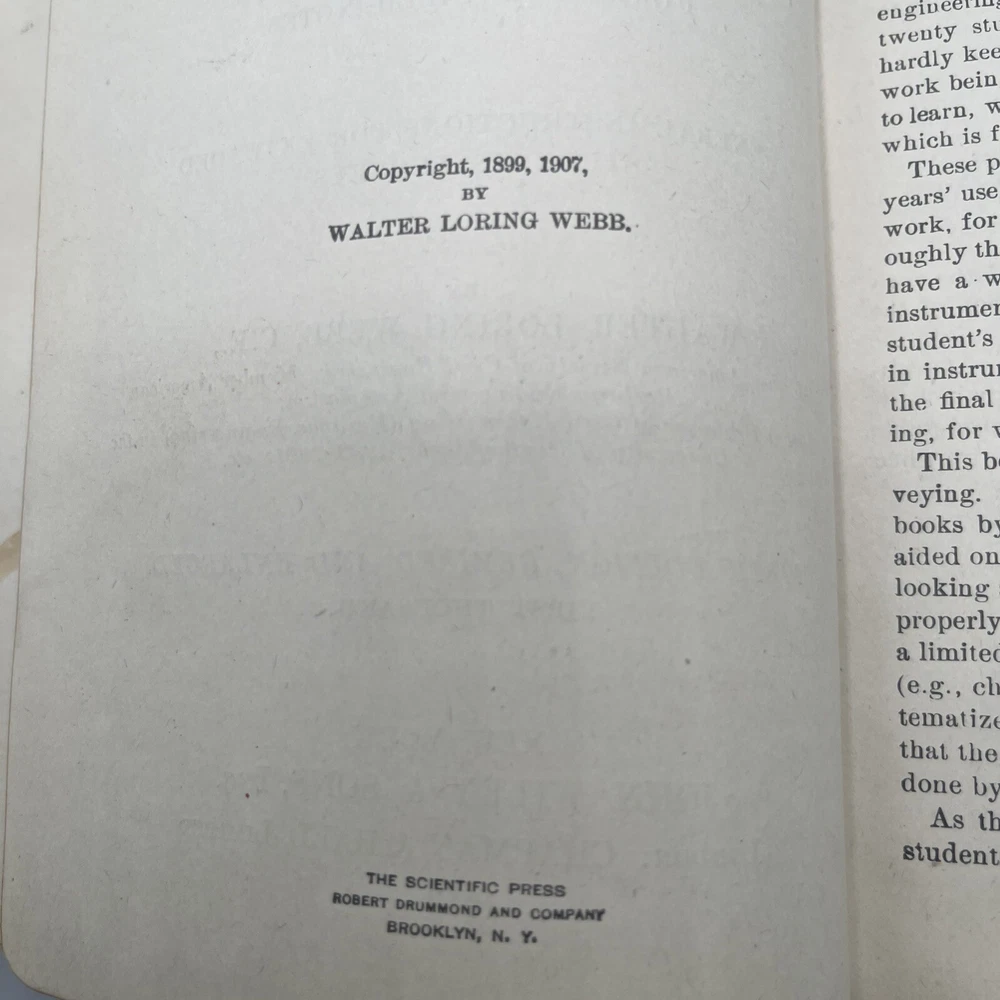 Copyright, 1899, 1907,
BY
WALTER LORING WEBB.
THE SCIENTIFIC PRESS
ROBERT DRUMMOND AND COMPANY
BROOKLYN, N. Y.
engineering
twenty stu
hardly kee
work bein
to learn, w
which is f
These p
years' use
work, for
oughly th
have a w
instrumen
student's
in instru
the final
ing, for v
This b
veying.
books by
aided on
looking
properly
a limited
(e.g., ch
tematize
that the
done by
As th
student